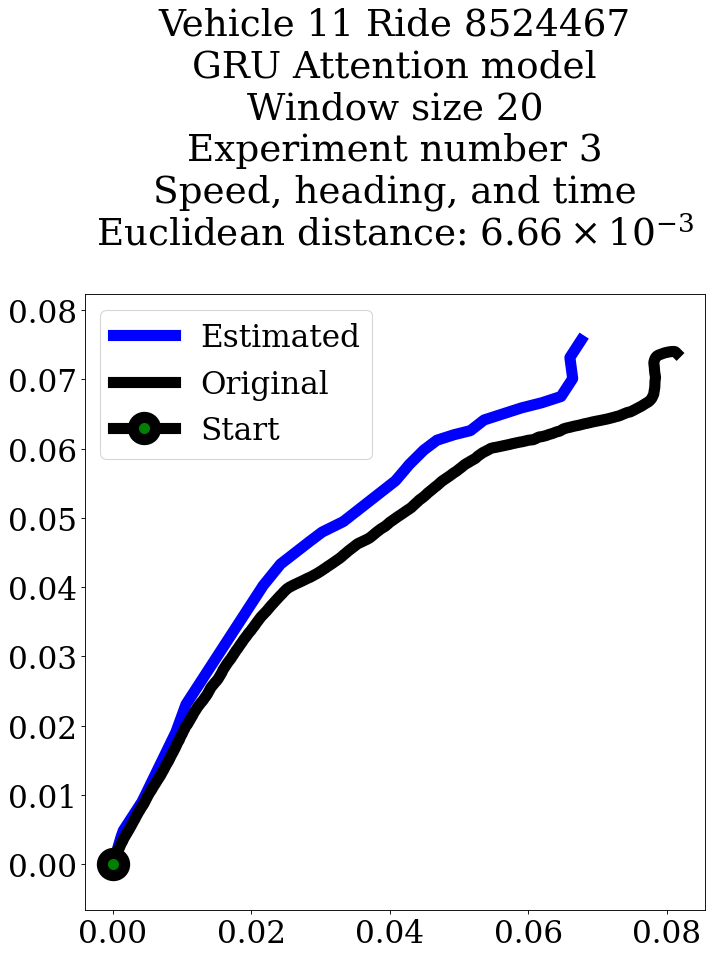 Vehicle 11 Ride 8524467
GRU Attention model
Window size 20
Experiment number 3
Speed, heading, and time
Euclidean distance: 6.66 × 10⁻³
0.08
0.07
0.06
0.05
0.04
0.03
0.02
0.01
0.00
Estimated
Original
Start
0.00 0.02 0.04 0.06 0.08